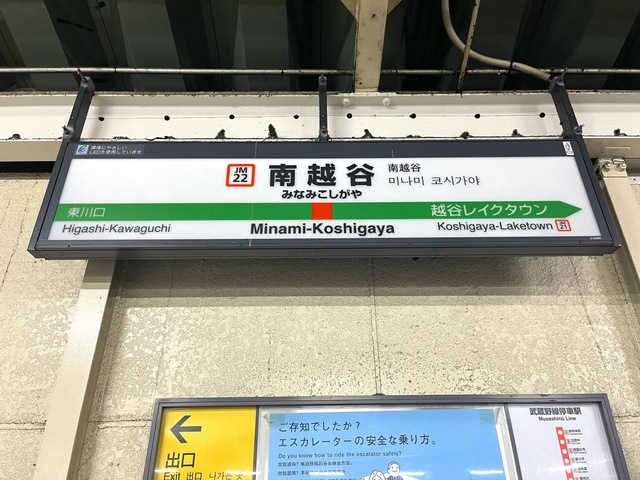 環境にやさしい
LEDを使用しています
JM
22
南越谷
みなみこしがや
南越谷
미나미 코시가야
東川口
Higashi-Kawaguchi
Minami-Koshigaya
越谷レイクタウン
Koshigaya-Laketown
JM
21
出口
Exit 出口
ご存知でしたか?
エスカレーターの安全な乗り方。
Do you know how to ride the escalator safely?
武蔵野線停車駅
Musashino Line